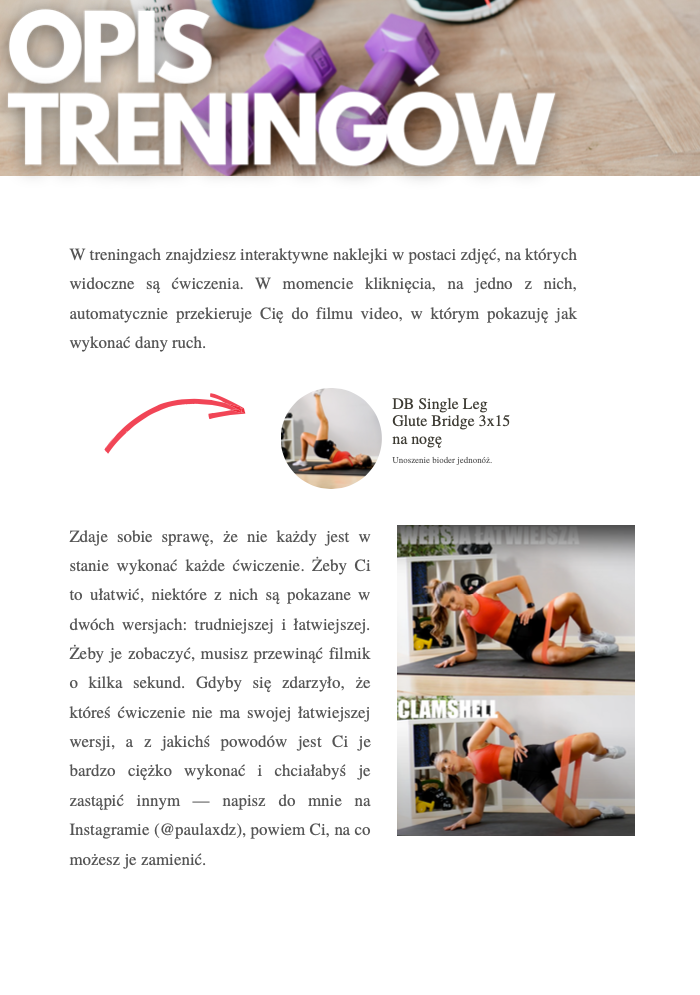 OPIS
TRENINGÓW
W treningach znajdziesz interaktywne naklejki w postaci zdjęć, na których
widoczne są ćwiczenia. W momencie kliknięcia, na jedno z nich,
automatycznie przekieruje Cię do filmu video, w którym pokazuję jak
wykonać dany ruch.
DB Single Leg
Glute Bridge 3x15
na nogę
Unoszenie bioder jednonóż.
Zdaje sobie sprawę, że nie każdy jest w
stanie wykonać każde ćwiczenie. Żeby Ci
to ułatwić, niektóre z nich są pokazane w
dwóch wersjach: trudniejszej i łatwiejszej.
Żeby je zobaczyć, musisz przewinąć filmik
o kilka sekund. Gdyby się zdarzyło, że
któreś ćwiczenie nie ma swojej łatwiejszej
wersji, a z jakichś powodów jest Ci je
bardzo ciężko wykonać i chciałabyś je
zastąpić innym — napisz do mnie na
Instagramie (@paulaxdz), powiem Ci, na co
możesz je zamienić.
WERSJA ŁATWIEJSZA
CLAMSHELL